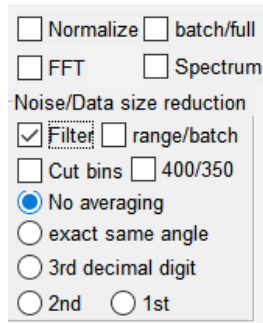 Normalize batch/full
FFT Spectrum
Noise/Data size reduction
Filter range/batch
Cut bins 400/350
No averaging
exact same angle
3rd decimal digit
2nd 1st